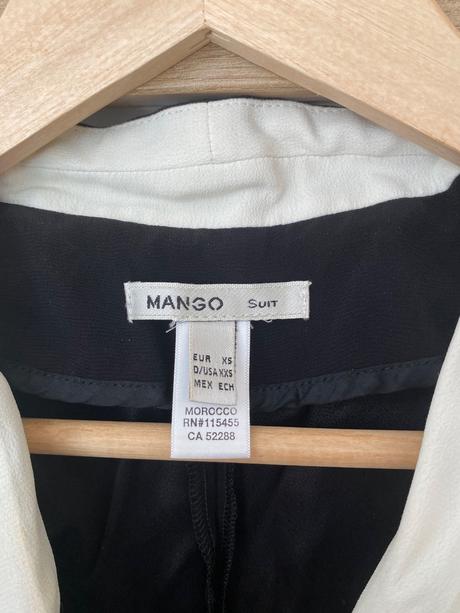 MANGO SUIT
EUR XS
D/USA XXS
MEX ECH
MOROCCO
RN#115455
CA 52288